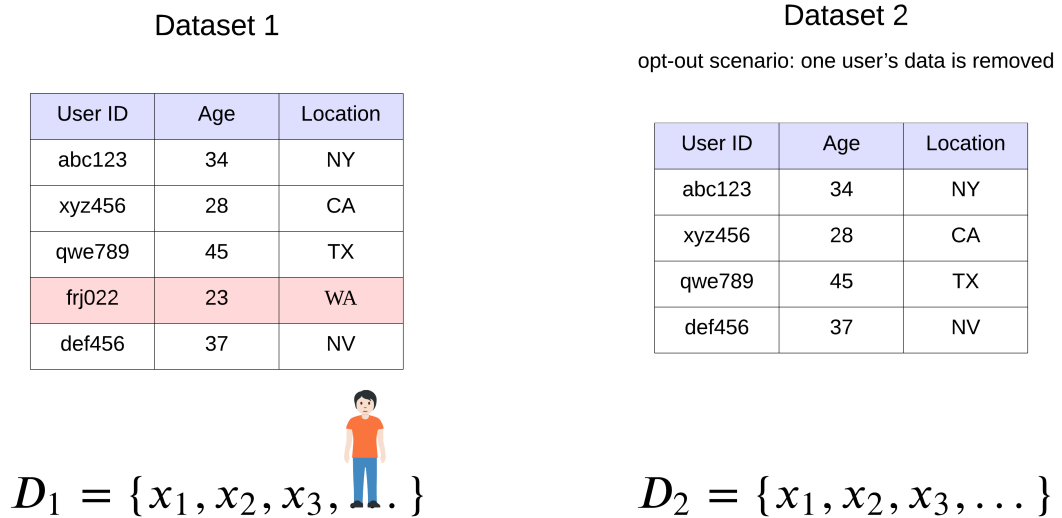 Dataset 1
User ID Age Location
abc123 34 NY
xyz456 28 CA
qwe789 45 TX
frj022 23 WA
def456 37 NV
D₁ = {x₁, x₂, x₃, . }
Dataset 2
opt-out scenario: one user’s data is removed
User ID Age Location
abc123 34 NY
xyz456 28 CA
qwe789 45 TX
def456 37 NV
D₂ = {x₁, x₂, x₃, . . . }